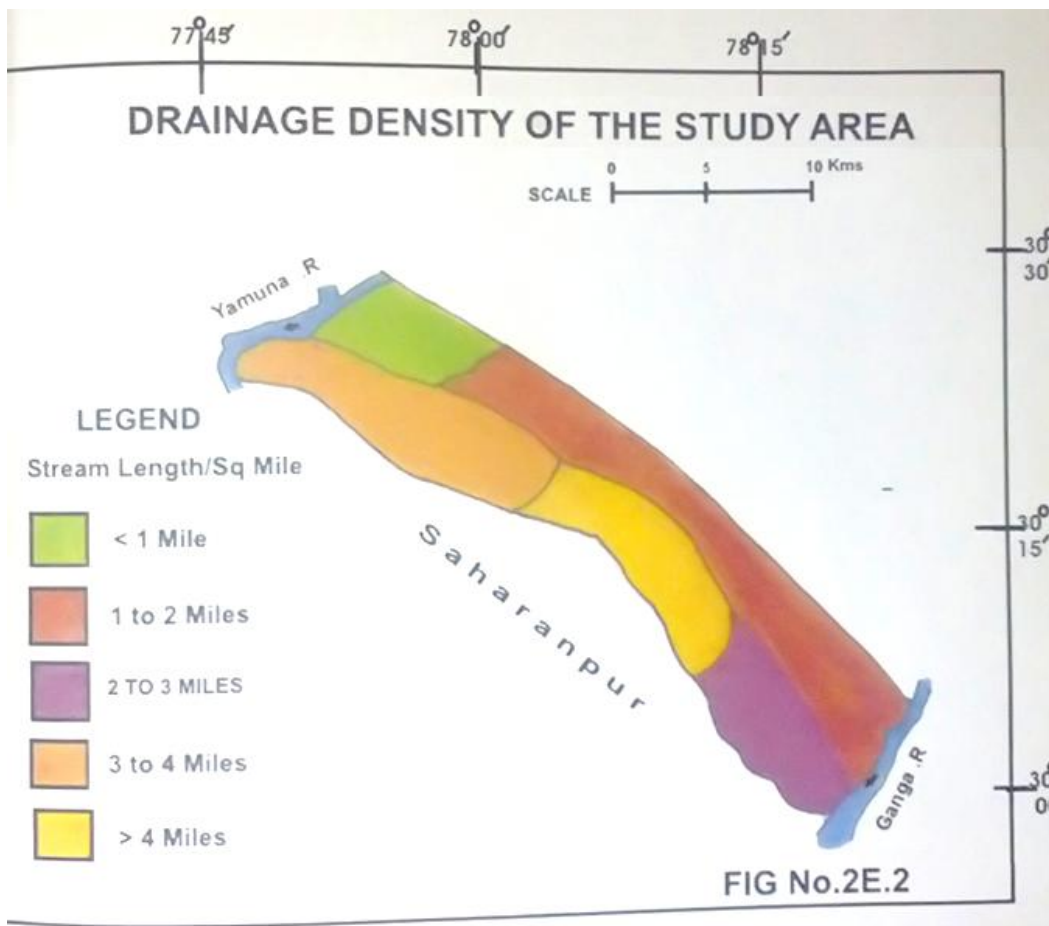 77°45′ 78°00′ 78°15′
DRAINAGE DENSITY OF THE STUDY AREA
0 5 10 Kms
SCALE
30°
30′
Yamuna .R
LEGEND
Stream Length/Sq Mile
< 1 Mile
1 to 2 Miles
2 TO 3 MILES
3 to 4 Miles
> 4 Miles
Saharanpur
30°
15′
30
0
Ganga .R
FIG No.2E.2